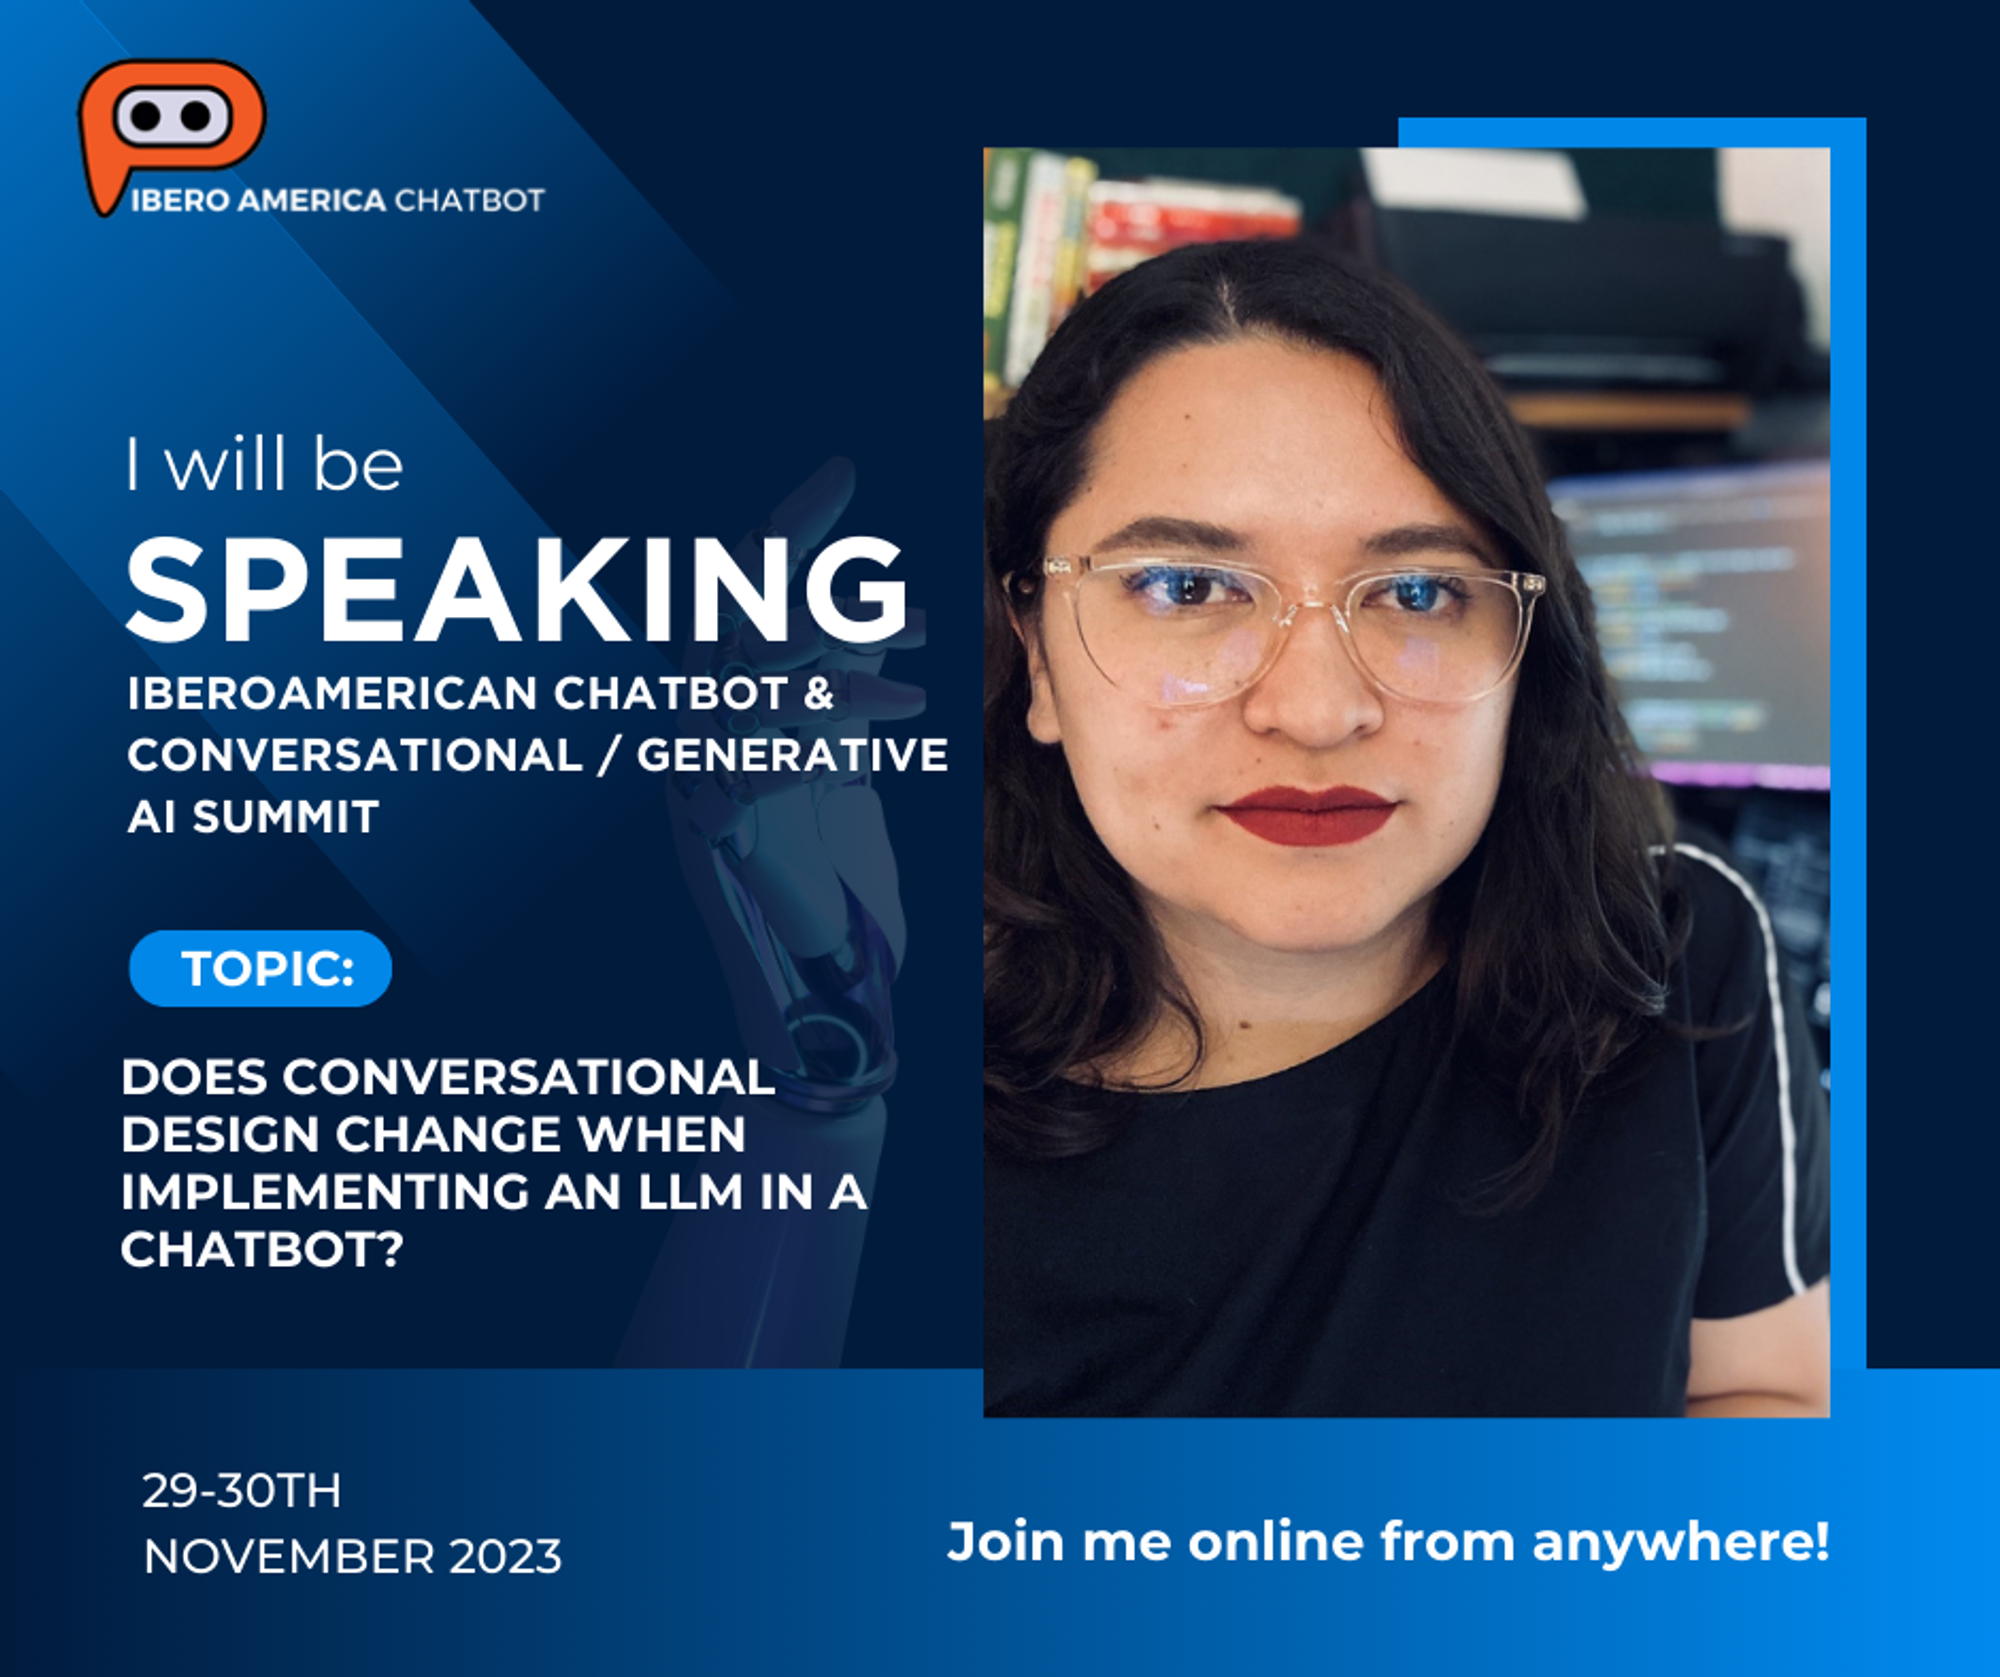 IBERO AMERICA CHATBOT
I will be
SPEAKING
IBEROAMERICAN CHATBOT &
CONVERSATIONAL / GENERATIVE
AI SUMMIT
TOPIC:
DOES CONVERSATIONAL
DESIGN CHANGE WHEN
IMPLEMENTING AN LLM IN A
CHATBOT?
29-30TH
NOVEMBER 2023
Join me online from anywhere!